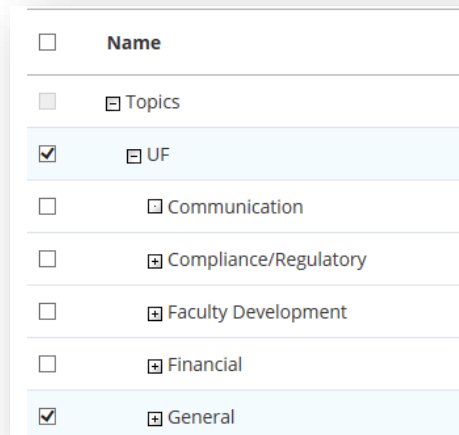 Name
Topics
UF
Communication
Compliance/Regulatory
Faculty Development
Financial
General